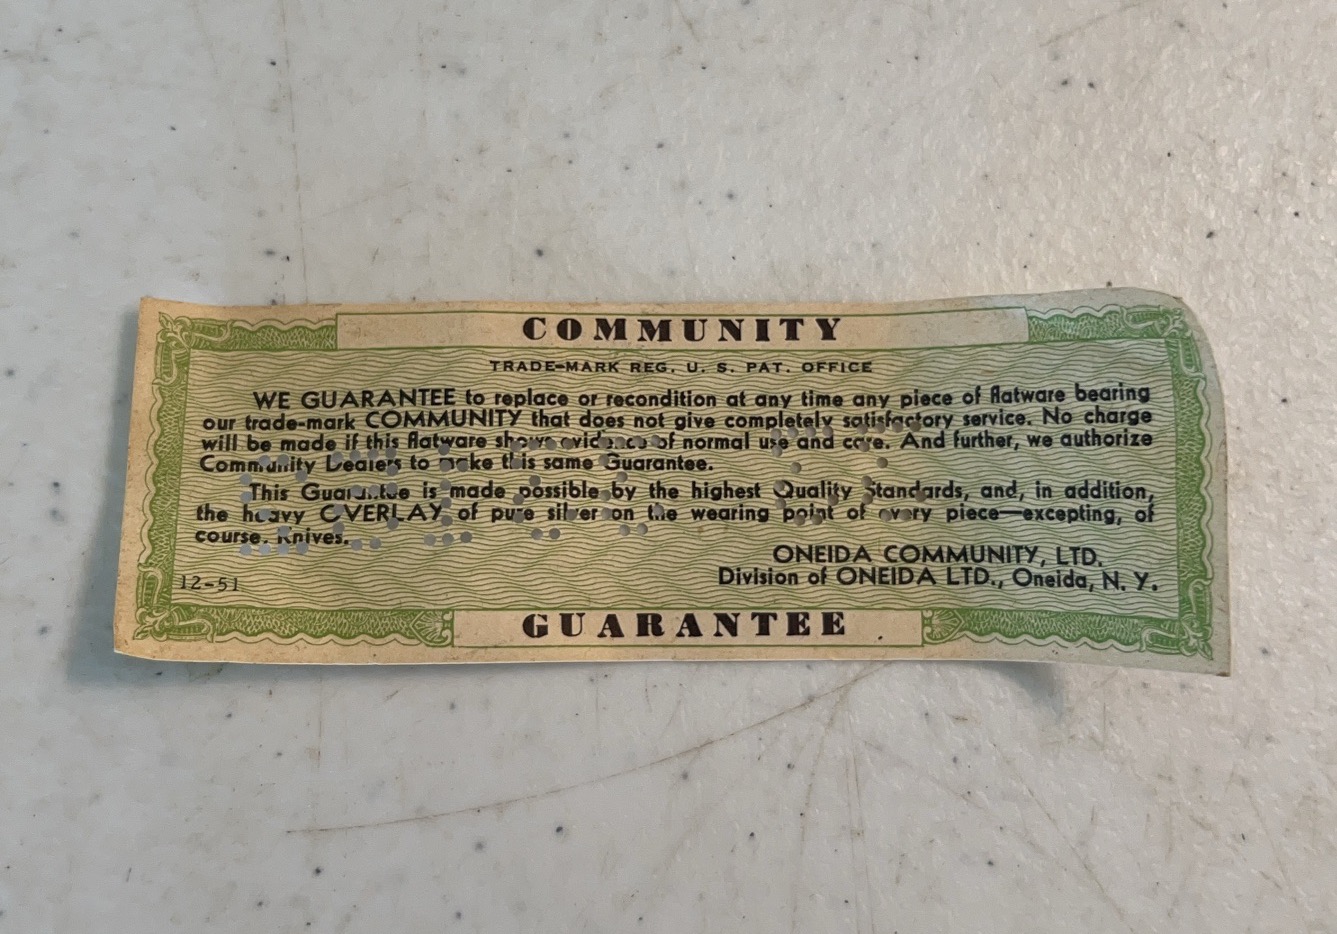 COMMUNITY
TRADE-MARK REG. U. S. PAT. OFFICE
WE GUARANTEE to replace or recondition at any time any piece of flatware bearing
our trade-mark COMMUNITY that does not give completely satisfactory service. No charge
will be made if this flatware shows evidence of normal use and care. And further, we authorize
Community Dealers to make this same Guarantee.
This Guarantee is made possible by the highest Quality Standards, and, in addition,
the heavy OVERLAY of pure silver on the wearing point of every piece—excepting, of
course. Knives.
ONEIDA COMMUNITY, LTD.
12-51
Division of ONEIDA LTD., Oneida, N. Y.
GUARANTEE